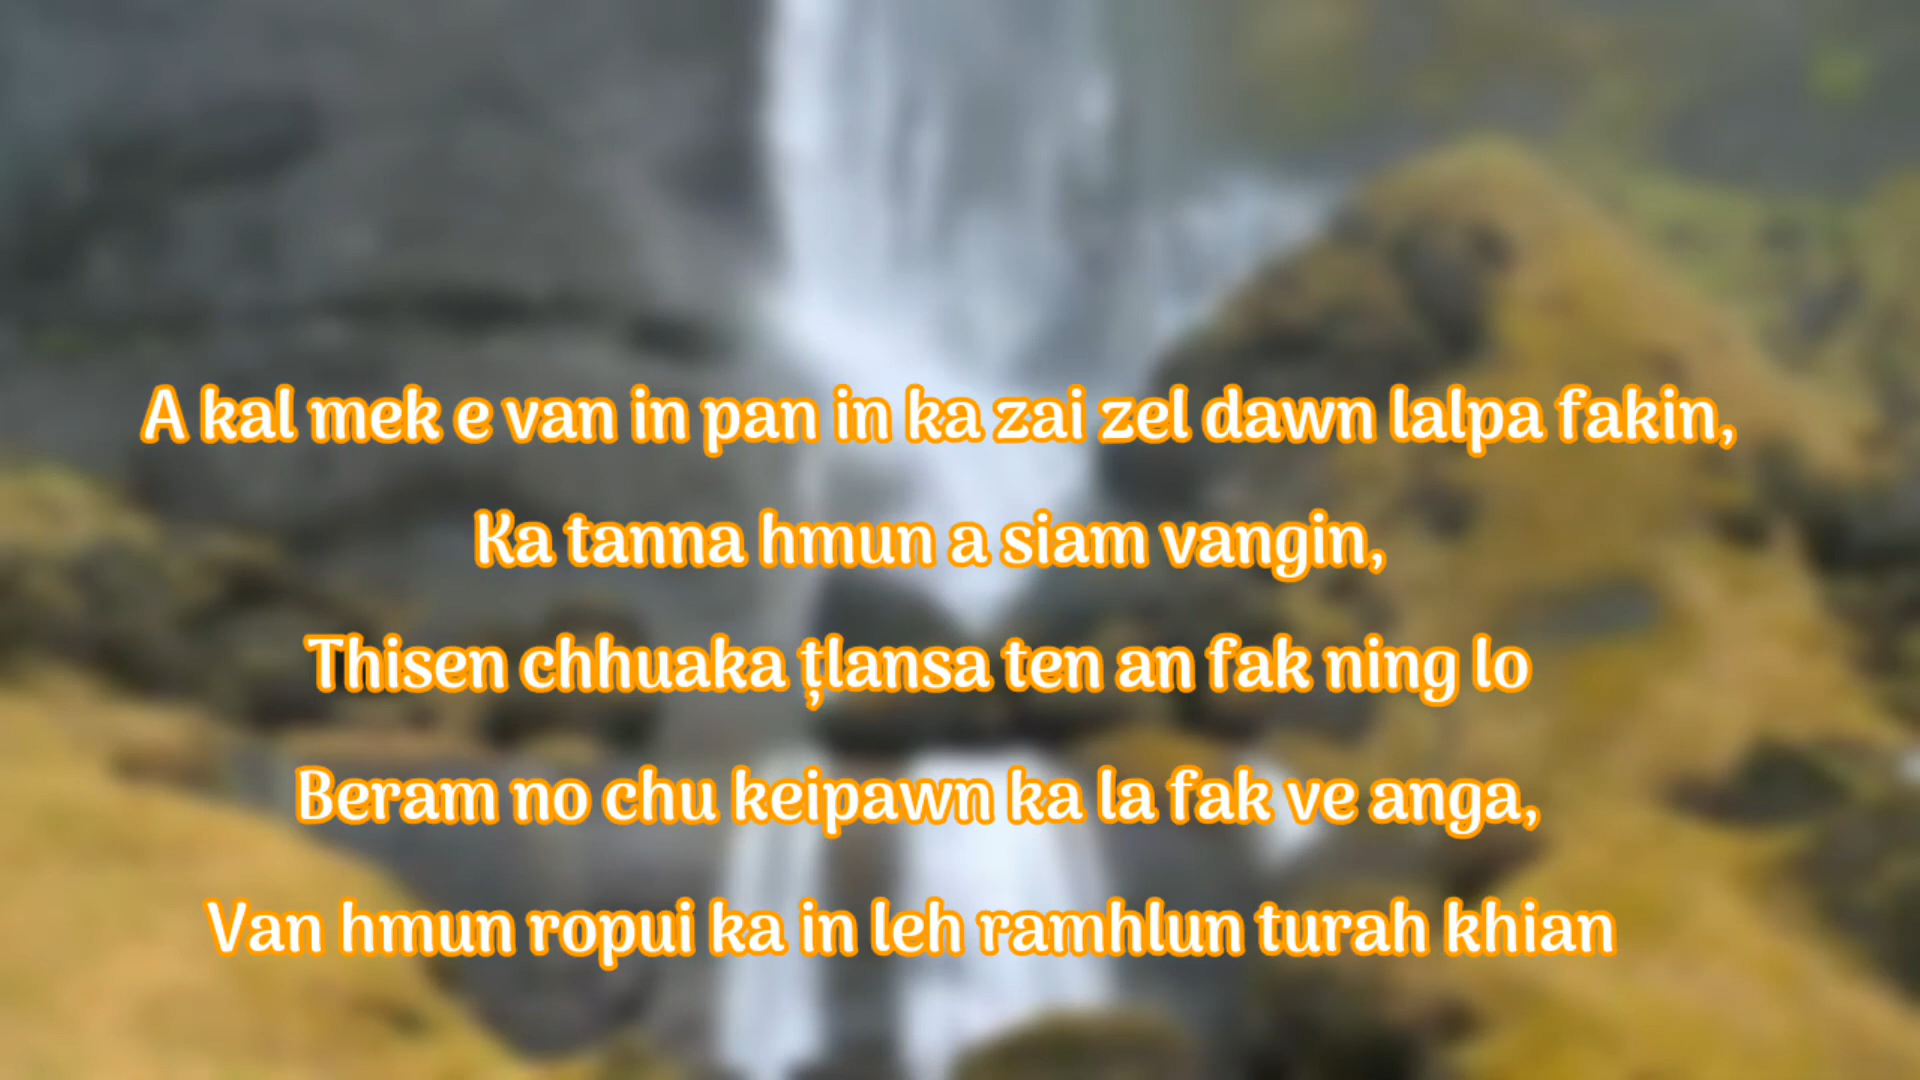 A kal mek e van in pan in ka zai zel dawn lalpa fakin,
Ka tanna hmun a siam vangin,
Thisen chhuaka țlansa ten an fak ning lo
Beram no chu keipawn ka la fak ve anga,
Van hmun ropui ka in leh ramhlun turah khian